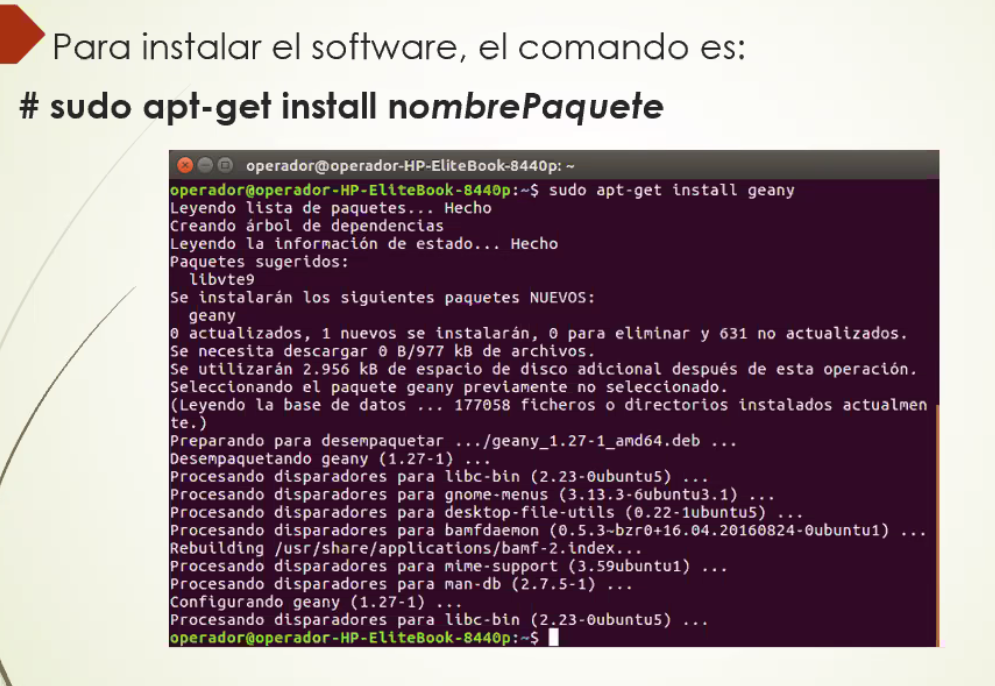 Para instalar el software, el comando es:
# sudo apt-get install nombrePaquete
operador@operador-HP-EliteBook-8440p: ~
operador@operador-HP-EliteBook-8440p:~$ sudo apt-get install geany
Leyendo lista de paquetes... Hecho
Creando árbol de dependencias
Leyendo la información de estado... Hecho
Paquetes sugeridos:
  libvte9
Se instalarán los siguientes paquetes NUEVOS:
  geany
0 actualizados, 1 nuevos se instalarán, 0 para eliminar y 631 no actualizados.
Se necesita descargar 0 B/977 kB de archivos.
Se utilizarán 2.956 kB de espacio de disco adicional después de esta operación.
Seleccionando el paquete geany previamente no seleccionado.
(Leyendo la base de datos ... 177058 ficheros o directorios instalados actualmen
te.)
Preparando para desempaquetar .../geany_1.27-1_amd64.deb ...
Desempaquetando geany (1.27-1) ...
Procesando disparadores para libc-bin (2.23-0ubuntu5) ...
Procesando disparadores para gnome-menus (3.13.3-6ubuntu3.1) ...
Procesando disparadores para desktop-file-utils (0.22-1ubuntu5) ...
Procesando disparadores para bamfdaemon (0.5.3~bzr0+16.04.20160824-0ubuntu1) ...
Rebuilding /usr/share/applications/bamf-2.index...
Procesando disparadores para mime-support (3.59ubuntu1) ...
Procesando disparadores para man-db (2.7.5-1) ...
Configurando geany (1.27-1) ...
Procesando disparadores para libc-bin (2.23-0ubuntu5) ...
operador@operador-HP-EliteBook-8440p:~$